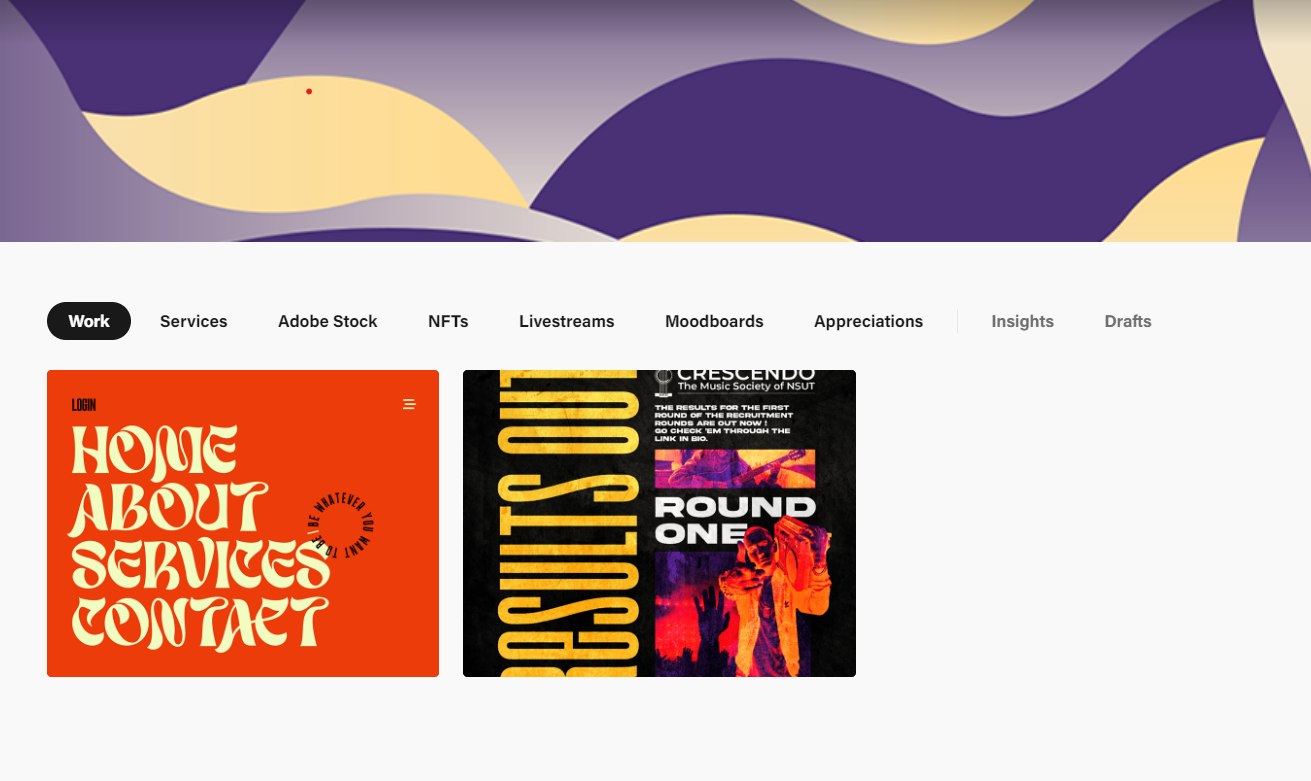 Work
Services
Adobe Stock
NFTs
Livestreams
Moodboards
Appreciations
Insights
Drafts
LOGIN
HOME
ABOUT
SERVICES
CONTACT
BE WHATEVER YOU WANT TO BE |
RESULTS OUT
CRESCENDO
The Music Society of NSUT
THE RESULTS FOR THE FIRST
ROUND OF THE RECRUITMENT
ROUNDS ARE OUT NOW !
GO CHECK 'EM THROUGH THE
LINK IN BIO.
ROUND
ONE